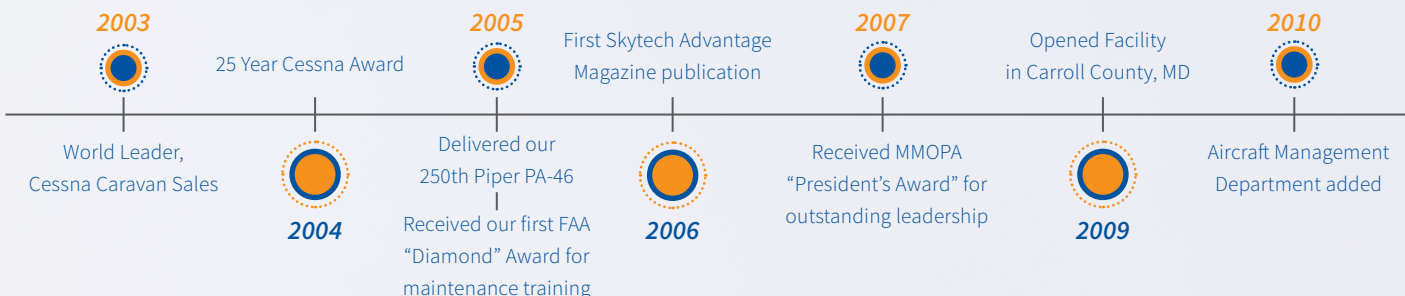 2003
World Leader,
Cessna Caravan Sales
25 Year Cessna Award
2004
2005
Delivered our
250th Piper PA-46
Received our first FAA
“Diamond” Award for
maintenance training
First Skytech Advantage
Magazine publication
2006
2007
Received MMOPA
“President’s Award” for
outstanding leadership
Opened Facility
in Carroll County, MD
2009
2010
Aircraft Management
Department added